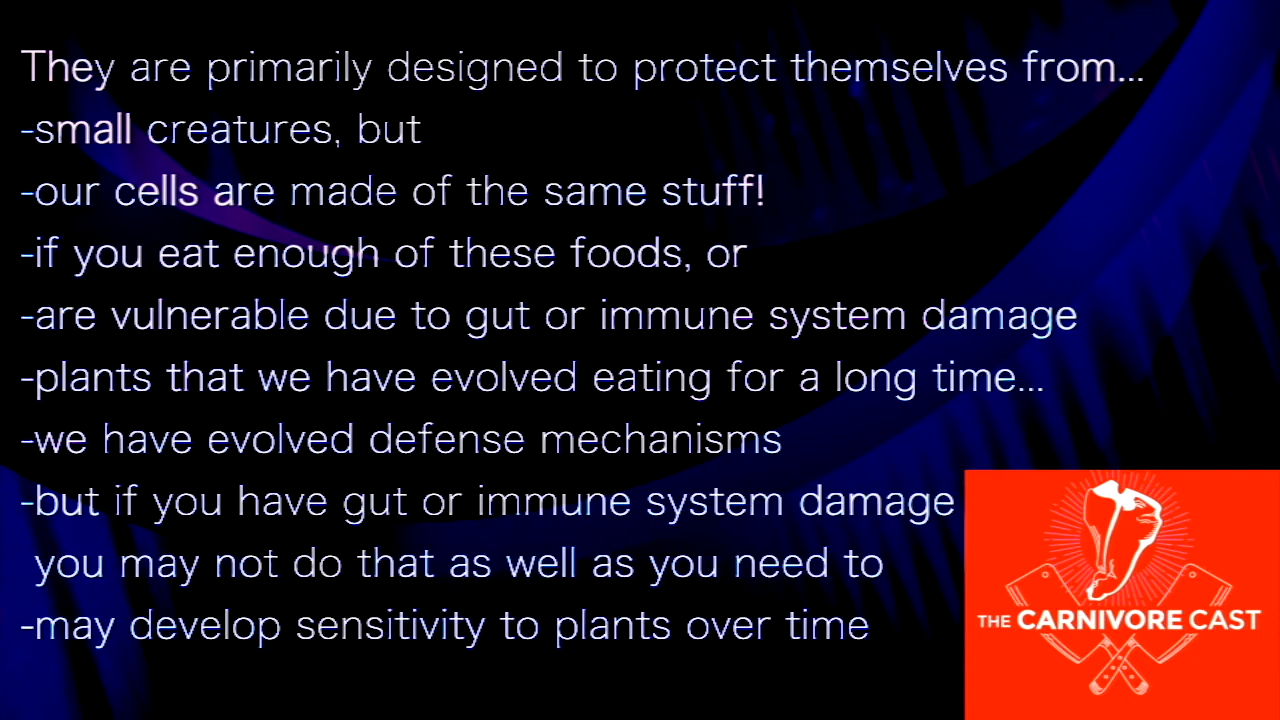 They are primarily designed to protect themselves from...
-small creatures, but
-our cells are made of the same stuff!
-if you eat enough of these foods, or
-are vulnerable due to gut or immune system damage
-plants that we have evolved eating for a long time...
-we have evolved defense mechanisms
-but if you have gut or immune system damage
you may not do that as well as you need to
-may develop sensitivity to plants over time
THE CARNIVORE CAST